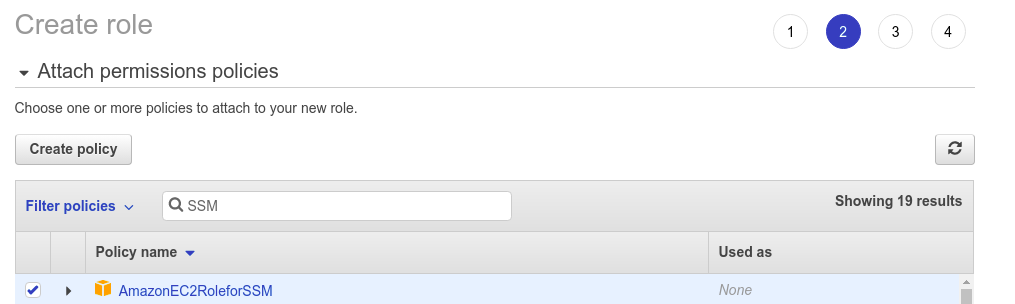 Create role
1 2 3 4
Attach permissions policies
Choose one or more policies to attach to your new role.
Create policy
Filter policies SSM Showing 19 results
Policy name Used as
AmazonEC2RoleforSSM None